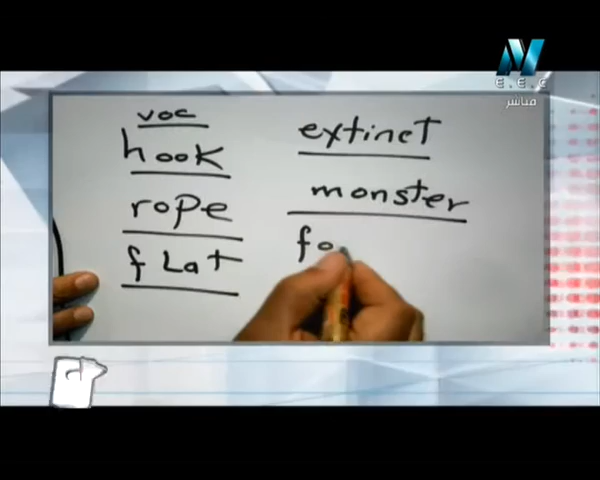 N
E.E.C
مباشر
voc
hook
rope
fLaT
extincT
monster
fo